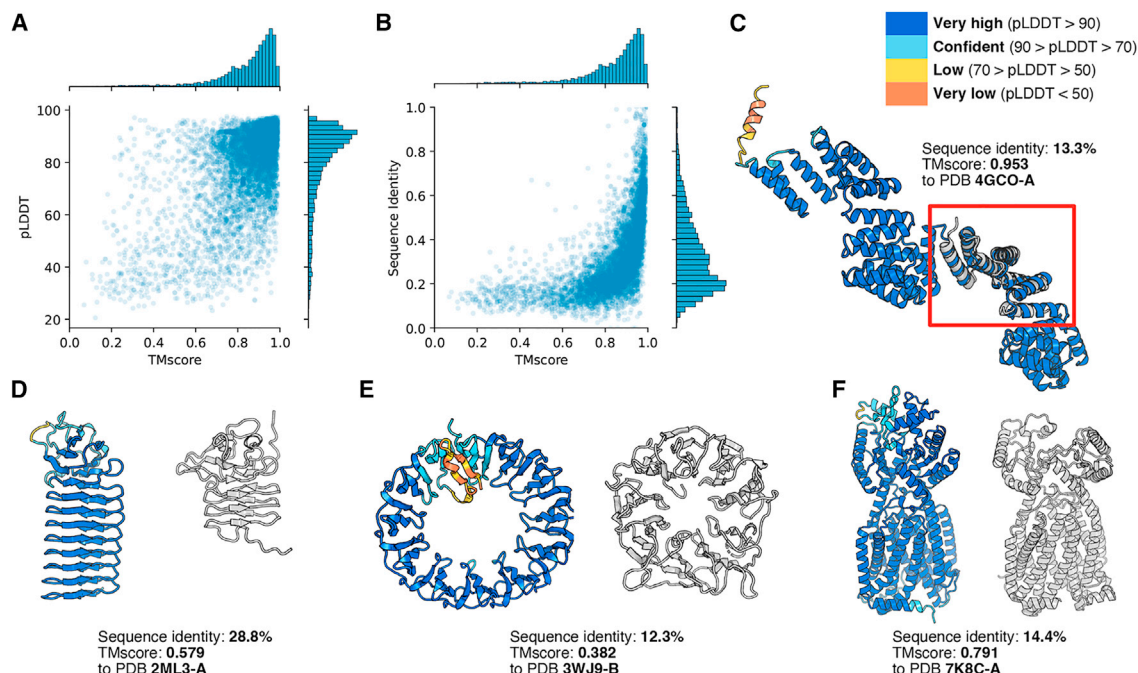 A
100
80
60
40
20
pLDDT
0.0 0.2 0.4 0.6 0.8 1.0
TMscore
B
1.0
0.8
0.6
0.4
0.2
0.0
Sequence Identity
0.0 0.2 0.4 0.6 0.8 1.0
TMscore
C
Very high (pLDDT > 90)
Confident (90 > pLDDT > 70)
Low (70 > pLDDT > 50)
Very low (pLDDT < 50)
Sequence identity: 13.3%
TMscore: 0.953
to PDB 4GCO-A
D
Sequence identity: 28.8%
TMscore: 0.579
to PDB 2ML3-A
E
Sequence identity: 12.3%
TMscore: 0.382
to PDB 3WJ9-B
F
Sequence identity: 14.4%
TMscore: 0.791
to PDB 7K8C-A